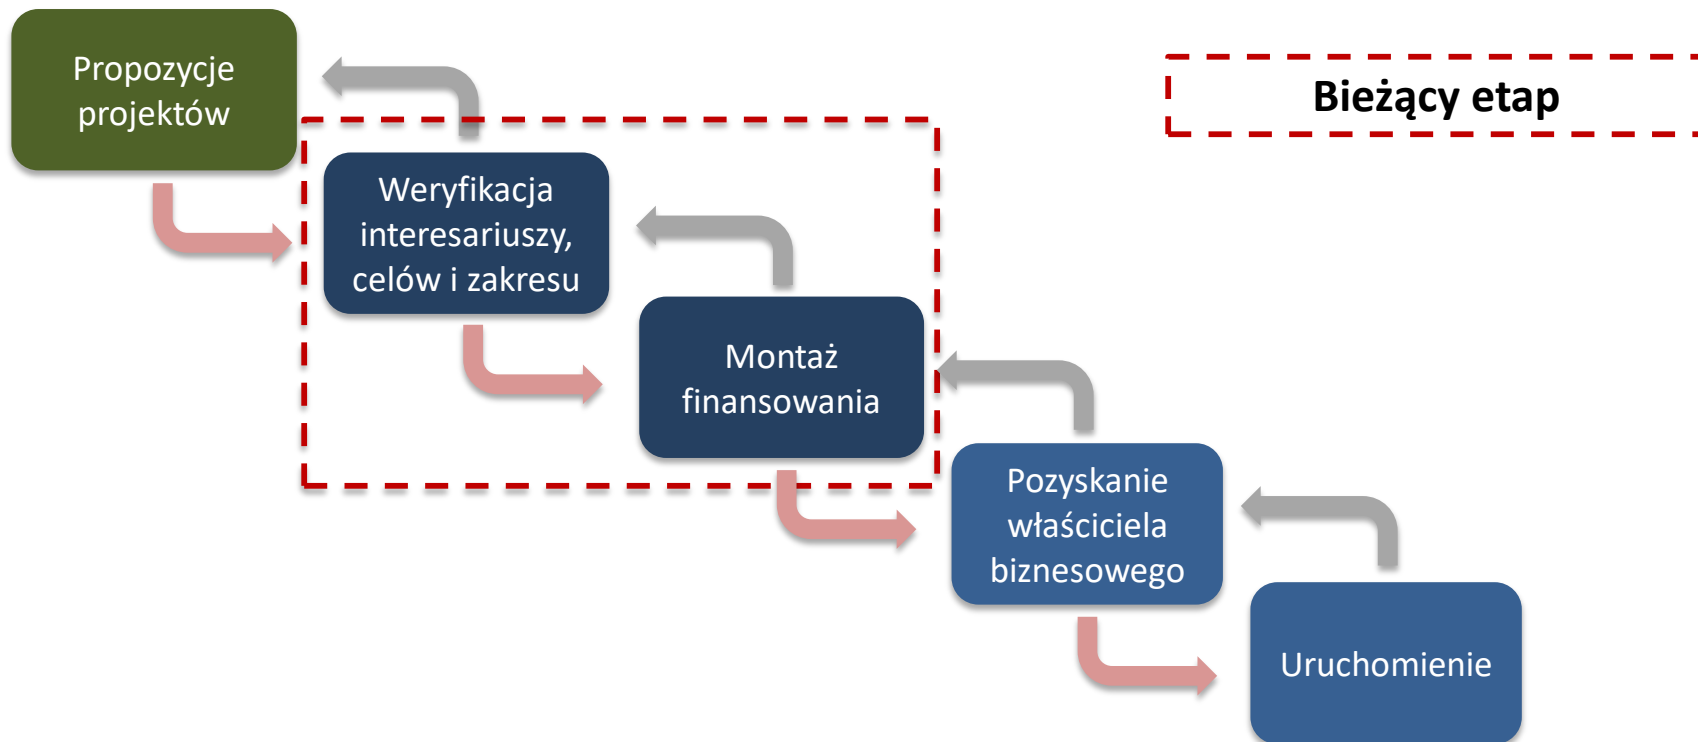 Propozycje
projektów
Bieżący etap
Weryfikacja
interesariuszy,
celów i zakresu
Montaż
finansowania
Pozyskanie
właściciela
biznesowego
Uruchomienie